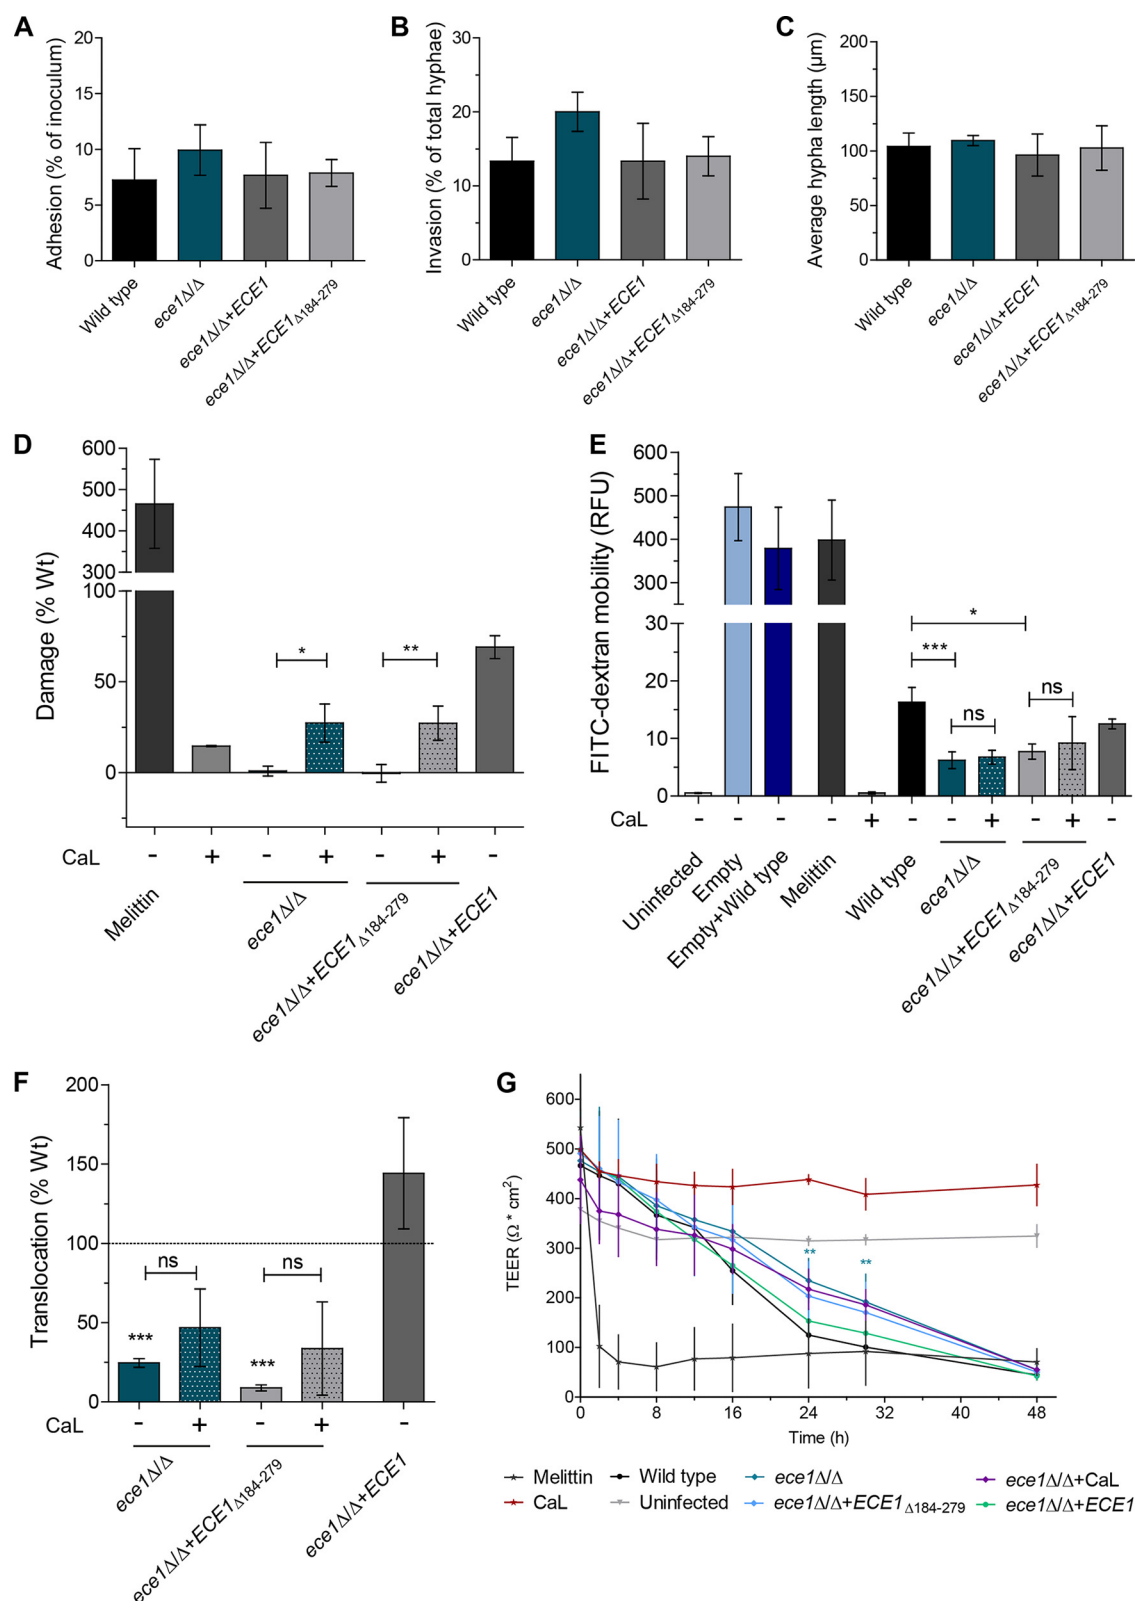 A
Adhesion (% of inoculum)
20
15
10
5
0
Wild type
ece1Δ/Δ
ece1Δ/Δ+ECE1
ece1Δ/Δ+ECE1Δ184-279
B
Invasion (% of total hyphae)
30
20
10
0
Wild type
ece1Δ/Δ
ece1Δ/Δ+ECE1
ece1Δ/Δ+ECE1Δ184-279
C
Average hypha length (µm)
200
150
100
50
0
Wild type
ece1Δ/Δ
ece1Δ/Δ+ECE1
ece1Δ/Δ+ECE1Δ184-279
D
Damage (% Wt)
600
500
400
300
100
50
0
*
**
CaL - + - + - + -
Melittin
ece1Δ/Δ
ece1Δ/Δ+ECE1Δ184-279
ece1Δ/Δ+ECE1
E
FITC-dextran mobility (RFU)
600
500
400
300
30
20
10
0
*
***
ns
ns
CaL - - - - + - - + - + -
Uninfected
Empty
Empty+Wild type
Melittin
Wild type
ece1Δ/Δ
ece1Δ/Δ+ECE1Δ184-279
ece1Δ/Δ+ECE1
F
Translocation (% Wt)
200
150
100
50
0
ns
ns
***
***
CaL - + - + -
ece1Δ/Δ
ece1Δ/Δ+ECE1Δ184-279
ece1Δ/Δ+ECE1
G
TEER (Ω * cm²)
600
500
400
300
200
100
0
**
**
0 8 16 24 32 40 48
Time (h)
Melittin
Wild type
ece1Δ/Δ
ece1Δ/Δ+CaL
CaL
Uninfected
ece1Δ/Δ+ECE1Δ184-279
ece1Δ/Δ+ECE1